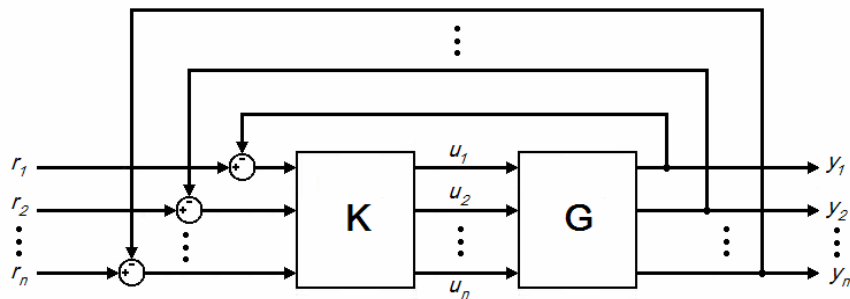 r1 + - u1 y1
r2 + - K u2 G y2
rn + - un yn